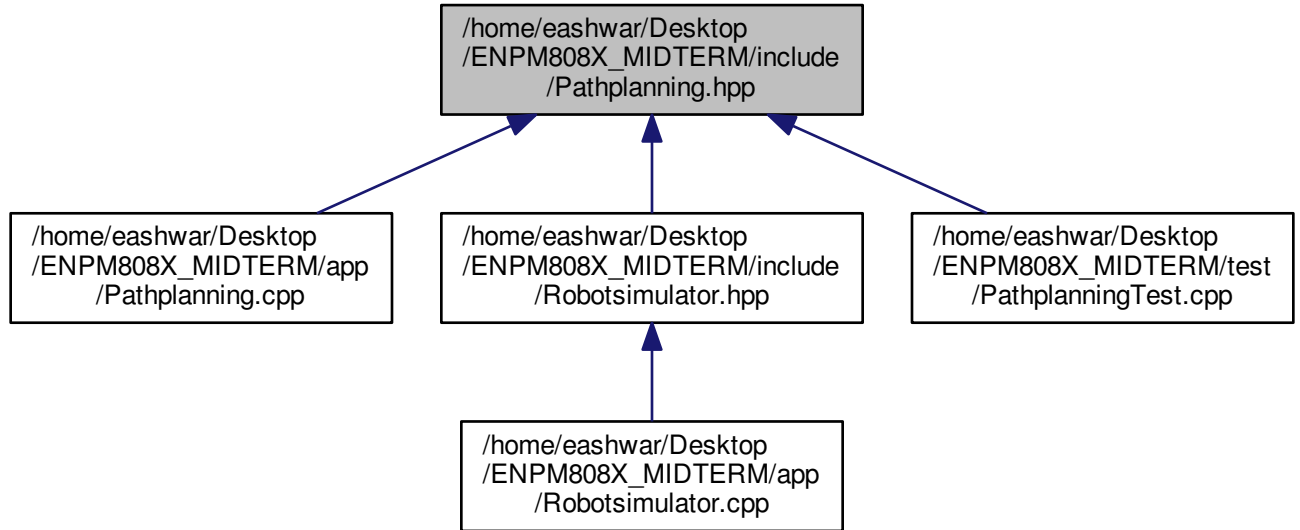 /home/eashwar/Desktop
/ENPM808X_MIDTERM/include
/Pathplanning.hpp
/home/eashwar/Desktop
/ENPM808X_MIDTERM/app
/Pathplanning.cpp
/home/eashwar/Desktop
/ENPM808X_MIDTERM/include
/Robotsimulator.hpp
/home/eashwar/Desktop
/ENPM808X_MIDTERM/test
/PathplanningTest.cpp
/home/eashwar/Desktop
/ENPM808X_MIDTERM/app
/Robotsimulator.cpp